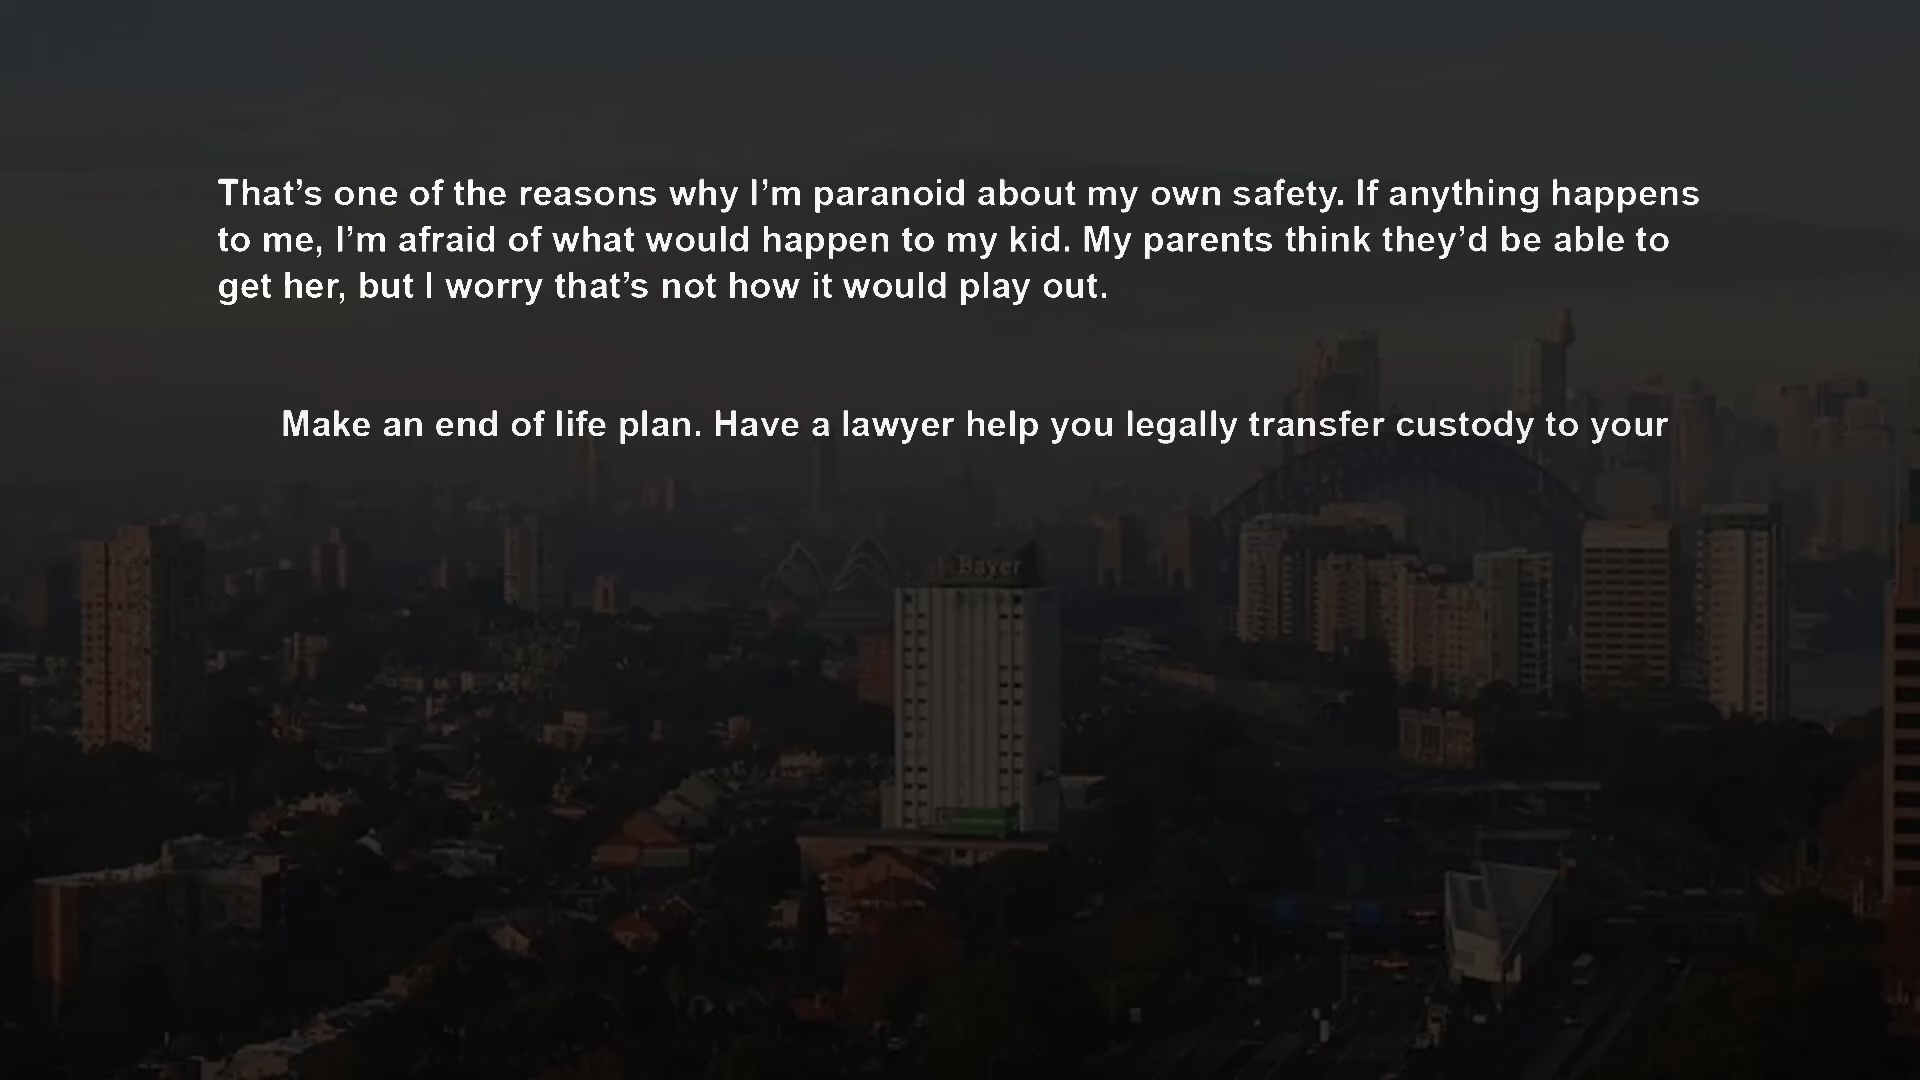 That’s one of the reasons why I’m paranoid about my own safety. If anything happens
to me, I’m afraid of what would happen to my kid. My parents think they’d be able to
get her, but I worry that’s not how it would play out.
Make an end of life plan. Have a lawyer help you legally transfer custody to your
Bayer